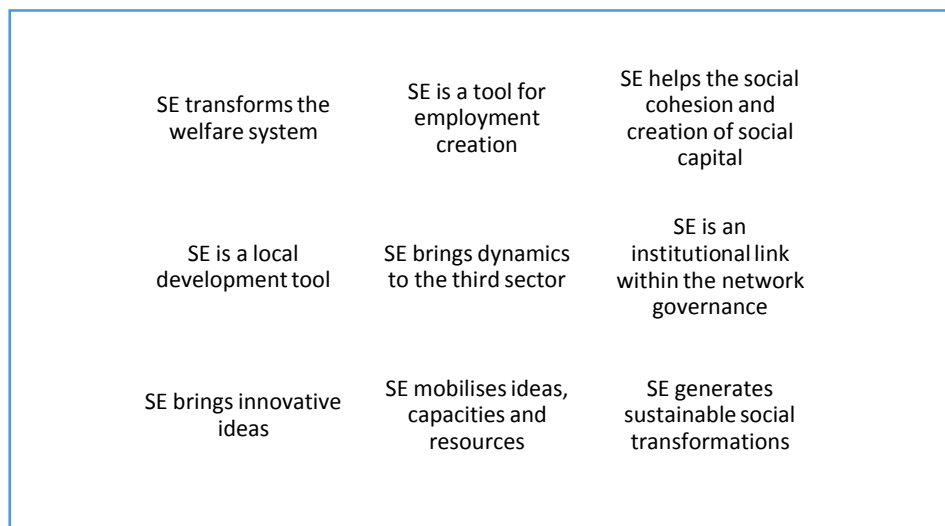 SE transforms the
welfare system
SE is a tool for
employment
creation
SE helps the social
cohesion and
creation of social
capital
SE is a local
development tool
SE brings dynamics
to the third sector
SE is an
institutional link
within the network
governance
SE brings innovative
ideas
SE mobilises ideas,
capacities and
resources
SE generates
sustainable social
transformations